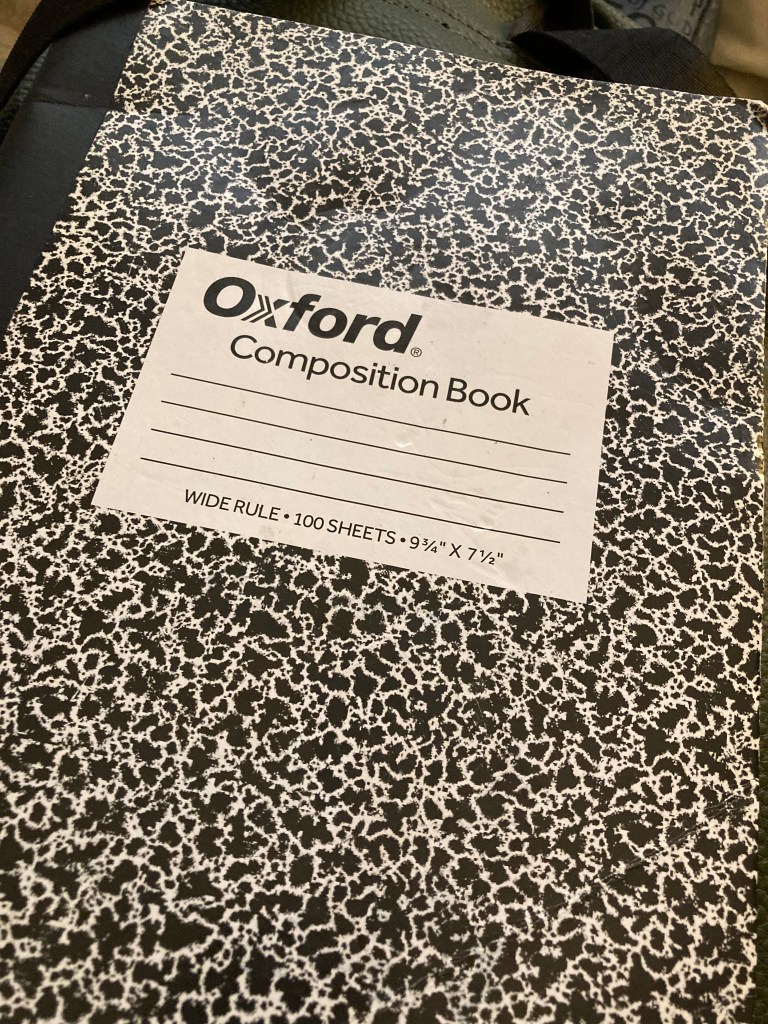 Oxford®
Composition Book
WIDE RULE • 100 SHEETS • 9¾" X 7½"